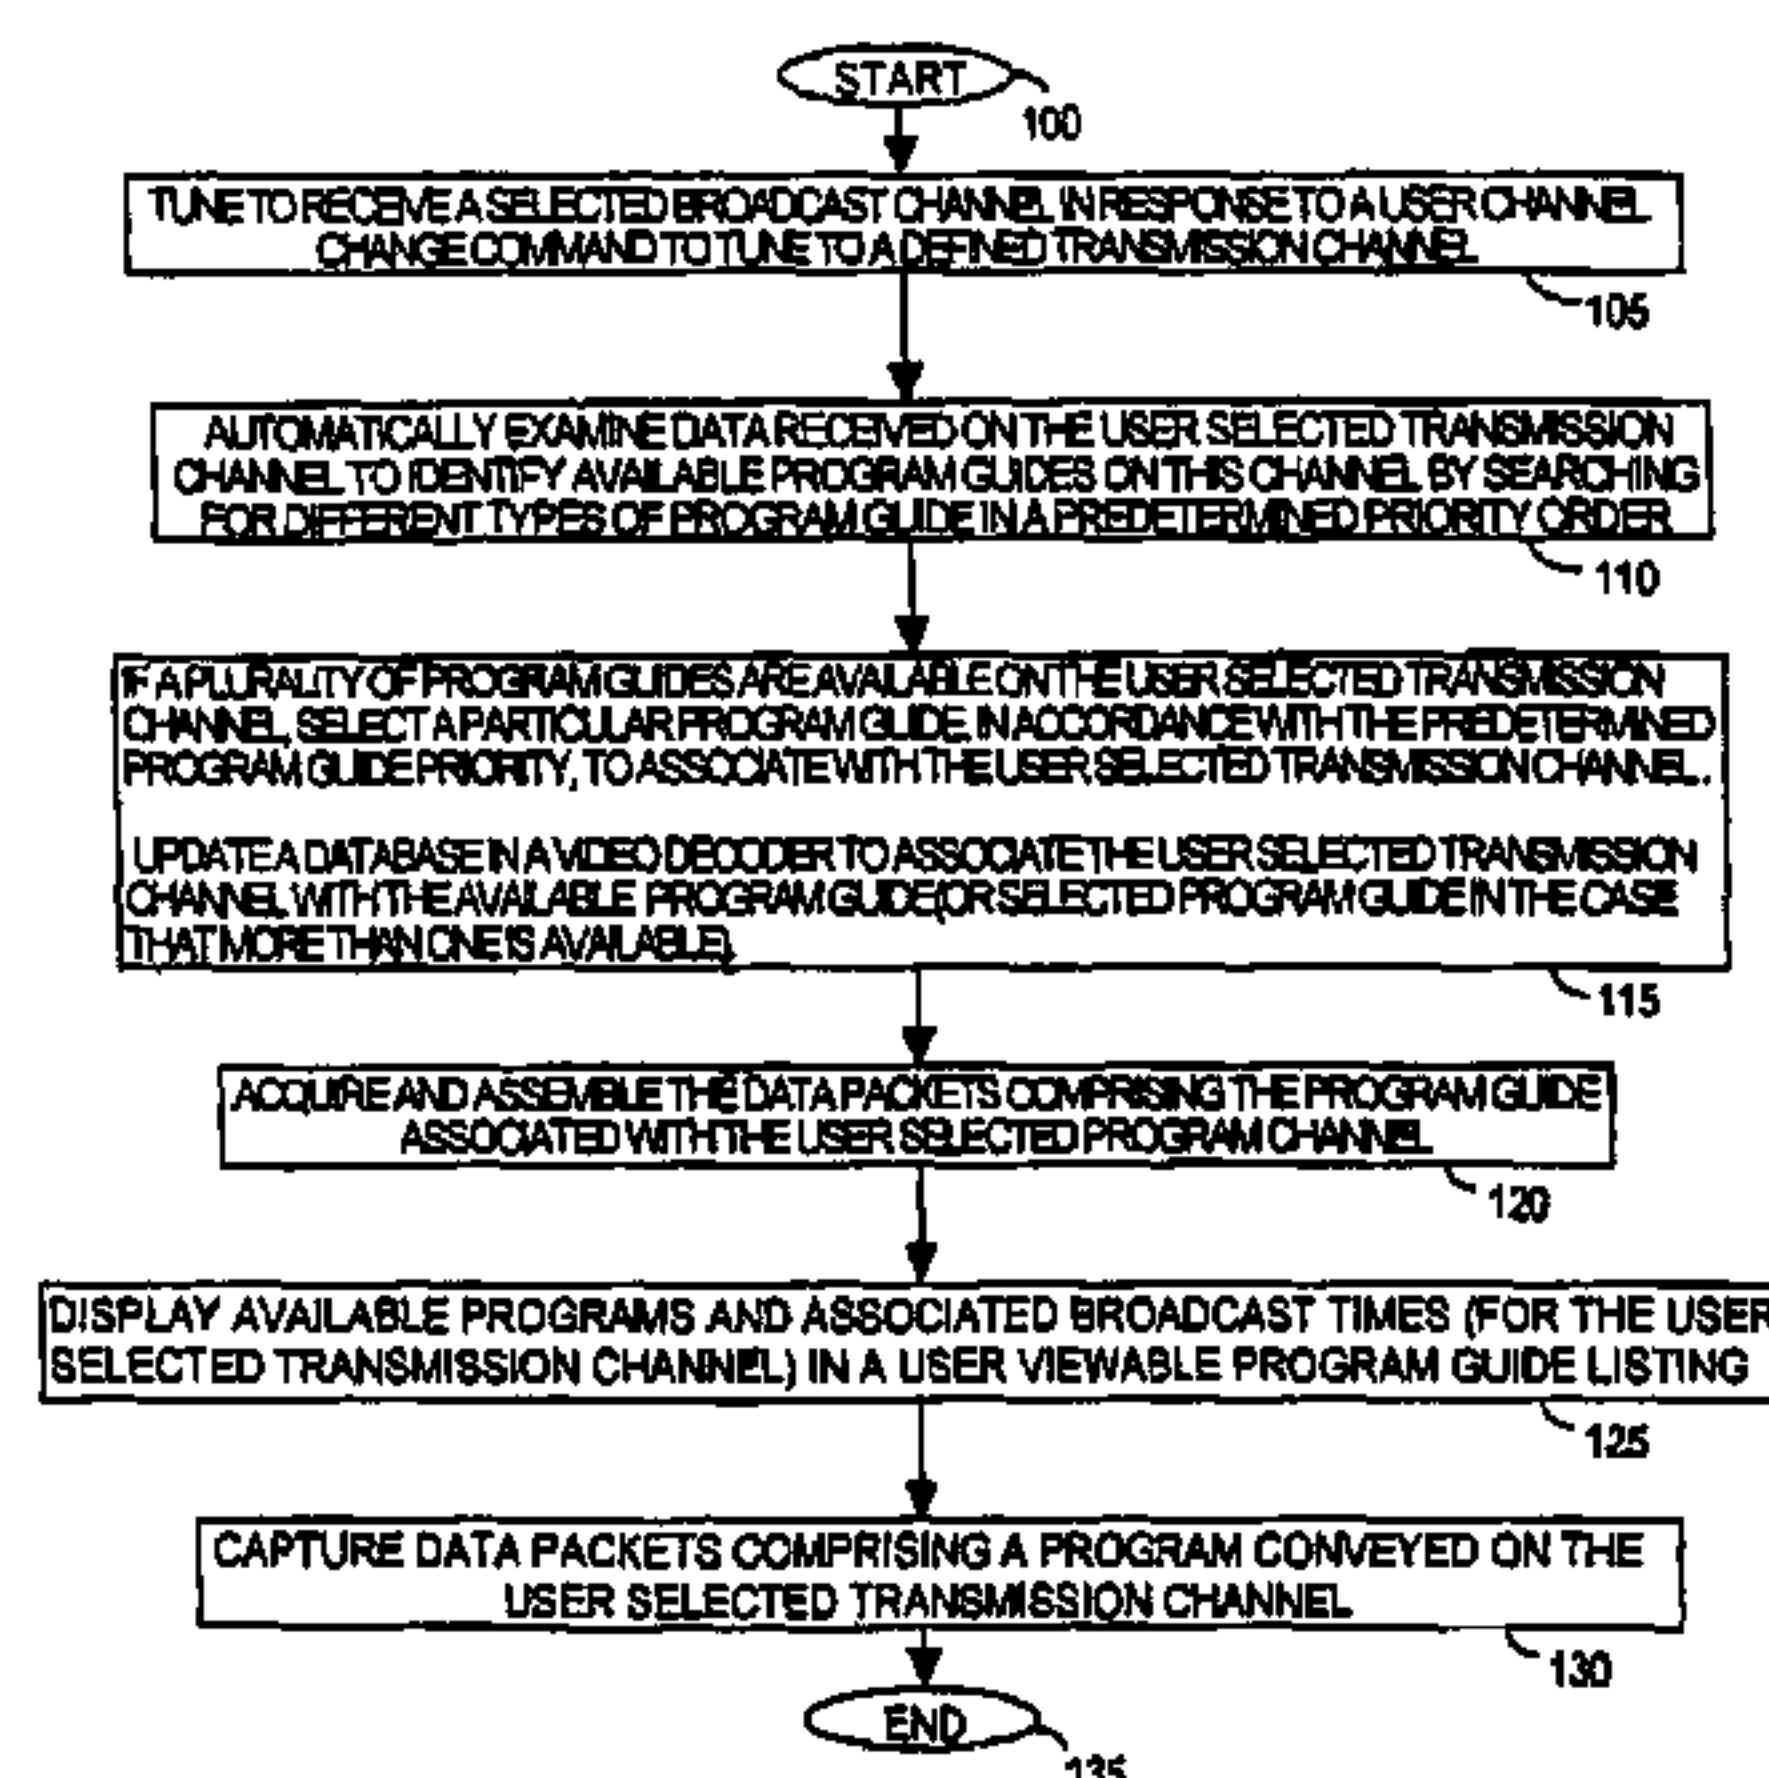 START
100
TUNE TO RECEIVE A SELECTED BROADCAST CHANNEL IN RESPONSE TO A USER CHANNEL
CHANGE COMMAND TO TUNE TO A DEFINED TRANSMISSION CHANNEL
105
AUTOMATICALLY EXAMINE DATA RECEIVED ON THE USER SELECTED TRANSMISSION
CHANNEL TO IDENTIFY AVAILABLE PROGRAM GUIDES ON THIS CHANNEL BY SEARCHING
FOR DIFFERENT TYPES OF PROGRAM GUIDE IN A PREDETERMINED PRIORITY ORDER
110
IF A PLURALITY OF PROGRAM GUIDES ARE AVAILABLE ON THE USER SELECTED TRANSMISSION
CHANNEL, SELECT A PARTICULAR PROGRAM GUIDE, IN ACCORDANCE WITH THE PREDETERMINED
PROGRAM GUIDE PRIORITY, TO ASSOCIATE WITH THE USER SELECTED TRANSMISSION CHANNEL.
UPDATE A DATABASE IN A VIDEO DECODER TO ASSOCIATE THE USER SELECTED TRANSMISSION
CHANNEL WITH THE AVAILABLE PROGRAM GUIDE (OR SELECTED PROGRAM GUIDE IN THE CASE
THAT MORE THAN ONE IS AVAILABLE).
115
ACQUIRE AND ASSEMBLE THE DATA PACKETS COMPRISING THE PROGRAM GUIDE
ASSOCIATED WITH THE USER SELECTED PROGRAM CHANNEL
120
DISPLAY AVAILABLE PROGRAMS AND ASSOCIATED BROADCAST TIMES (FOR THE USER
SELECTED TRANSMISSION CHANNEL) IN A USER VIEWABLE PROGRAM GUIDE LISTING
125
CAPTURE DATA PACKETS COMPRISING A PROGRAM CONVEYED ON THE
USER SELECTED TRANSMISSION CHANNEL
130
END
135